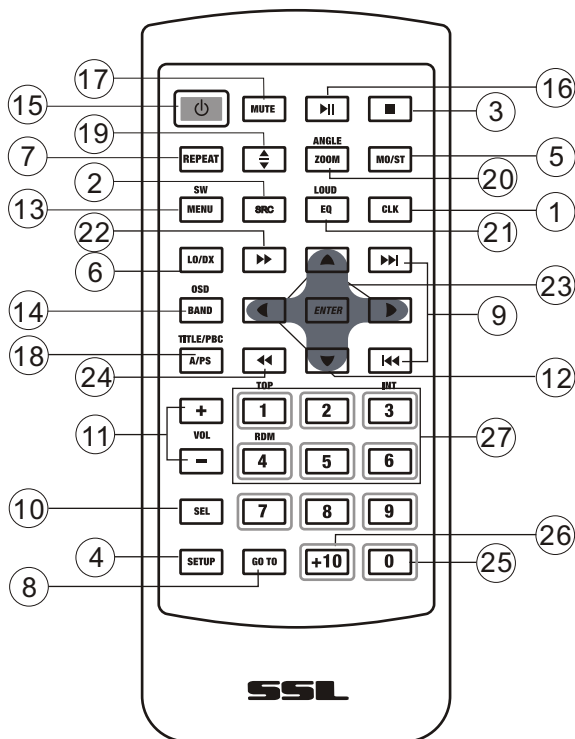 17
16
15
MUTE
3
19
ANGLE
7
REPEAT
ZOOM
MO/ST
5
2
20
SW
LOUD
13
MENU
SRC
EQ
CLK
1
22
21
LO/DX
6
23
OSD
14
BAND
ENTER
9
TITLE/PBC
18
A/PS
24
12
TOP
INT
+
1
2
3
11
VOL
RDM
27
−
4
5
6
10
SEL
7
8
9
26
4
SETUP
GO TO
+10
0
8
25
SSL